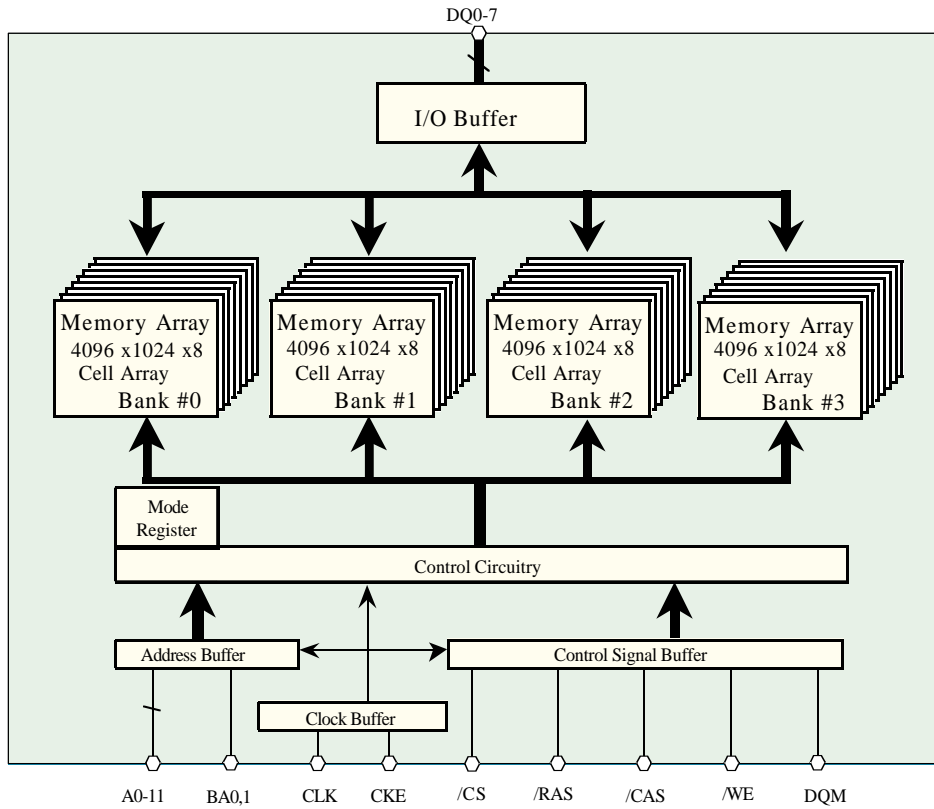 DQ0-7
I/O Buffer
Memory Array
4096 x1024 x8
Cell Array
Bank #0
Memory Array
4096 x1024 x8
Cell Array
Bank #1
Memory Array
4096 x1024 x8
Cell Array
Bank #2
Memory Array
4096 x1024 x8
Cell Array
Bank #3
Mode
Register
Control Circuitry
Address Buffer
Control Signal Buffer
Clock Buffer
A0-11
BA0,1
CLK
CKE
/CS
/RAS
/CAS
/WE
DQM